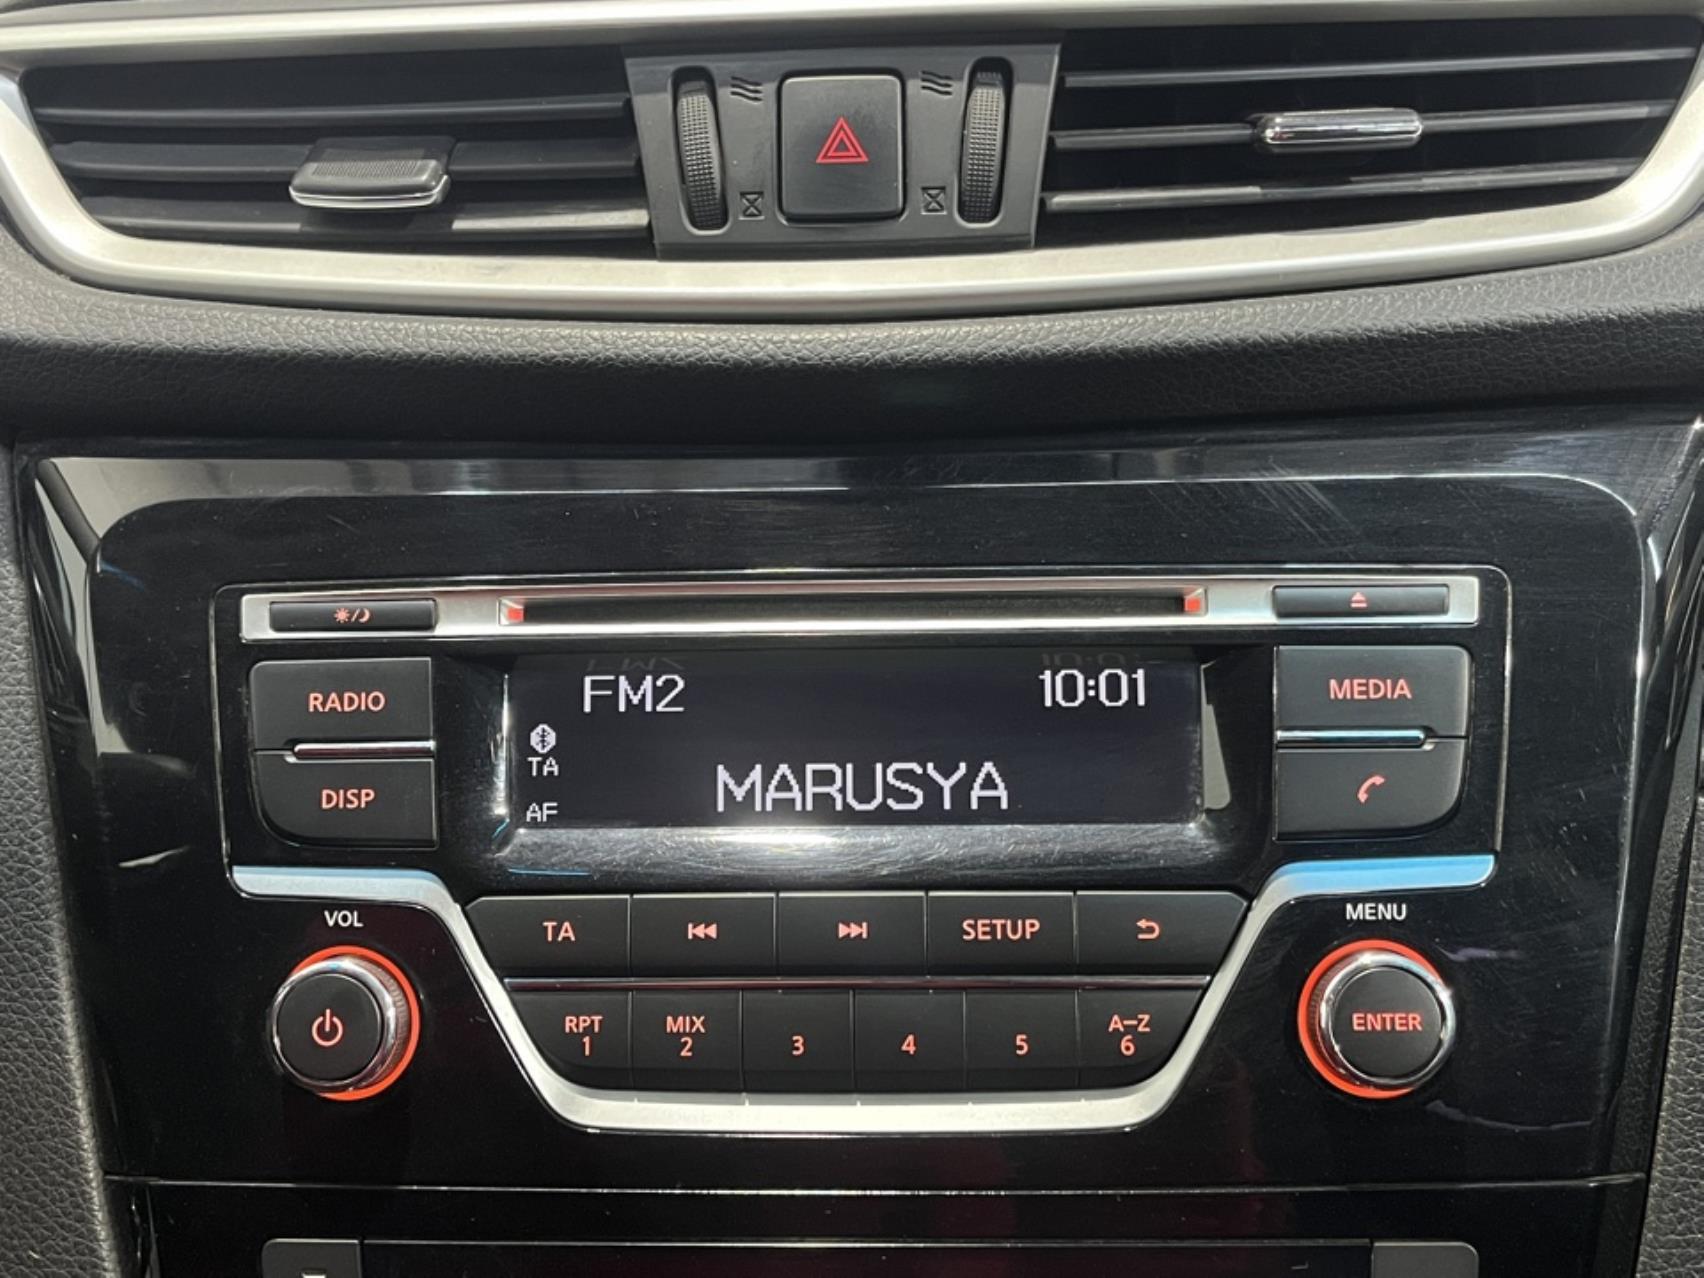 RADIO
DISP
FM2
10:01
TA
AF
MARUSYA
MEDIA
VOL
MENU
TA
SETUP
RPT
1
MIX
2
3
4
5
A-Z
6
ENTER